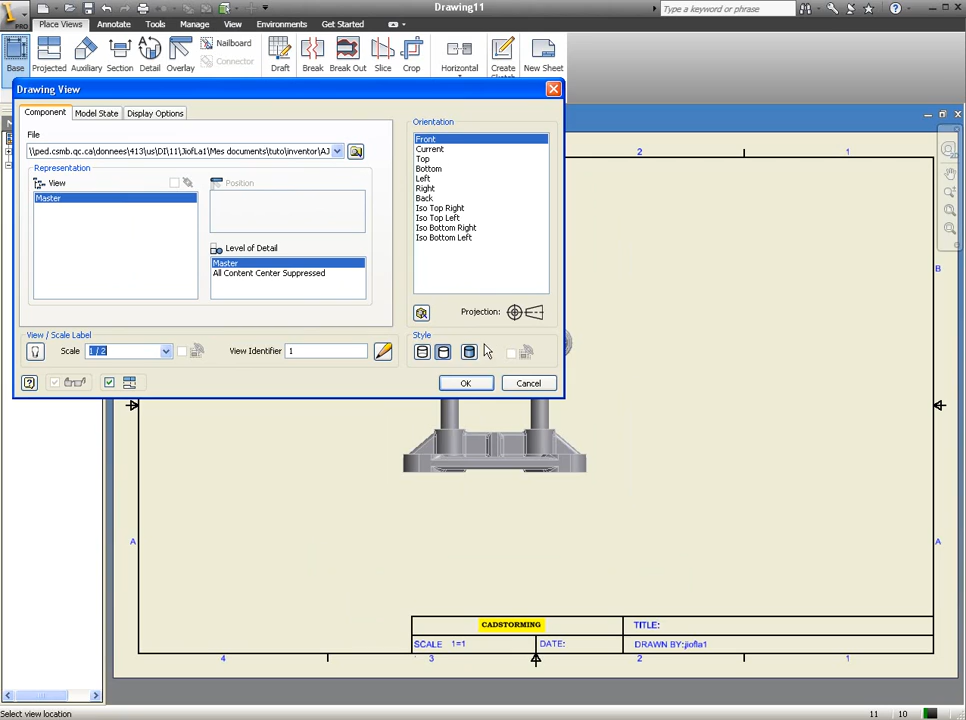 Drawing11
Type a keyword or phrase
PRO
Place Views
Annotate
Tools
Manage
View
Environments
Get Started
Base
Projected
Auxiliary
Section
Detail
Overlay
Nailboard
Connector
Draft
Break
Break Out
Slice
Crop
Horizontal
Create
New Sheet
Drawing View
Component
Model State
Display Options
File
\\ped.csmb.qc.ca\donnees\413\us\DI\11\JiofLa1\Mes documents\tuto\inventor\AJ
Representation
View
Master
Position
Level of Detail
Master
All Content Center Suppressed
Orientation
Front
Current
Top
Bottom
Left
Right
Back
Iso Top Right
Iso Top Left
Iso Bottom Right
Iso Bottom Left
Projection:
View / Scale Label
Scale
1 / 2
View Identifier
1
Style
OK
Cancel
2
1
B
A
A
CADSTORMING
TITLE:
SCALE 1=1
DATE:
DRAWN BY:jiofla1
4
3
2
1
Select view location
11
10